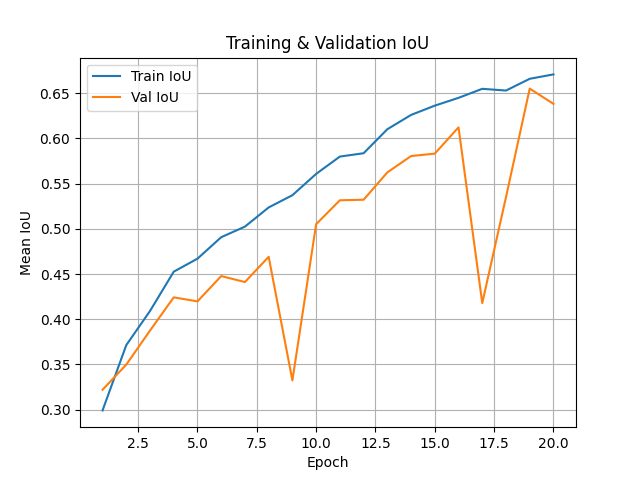 Training & Validation IoU
Train IoU
Val IoU
Mean IoU
0.65
0.60
0.55
0.50
0.45
0.40
0.35
0.30
2.5 5.0 7.5 10.0 12.5 15.0 17.5 20.0
Epoch